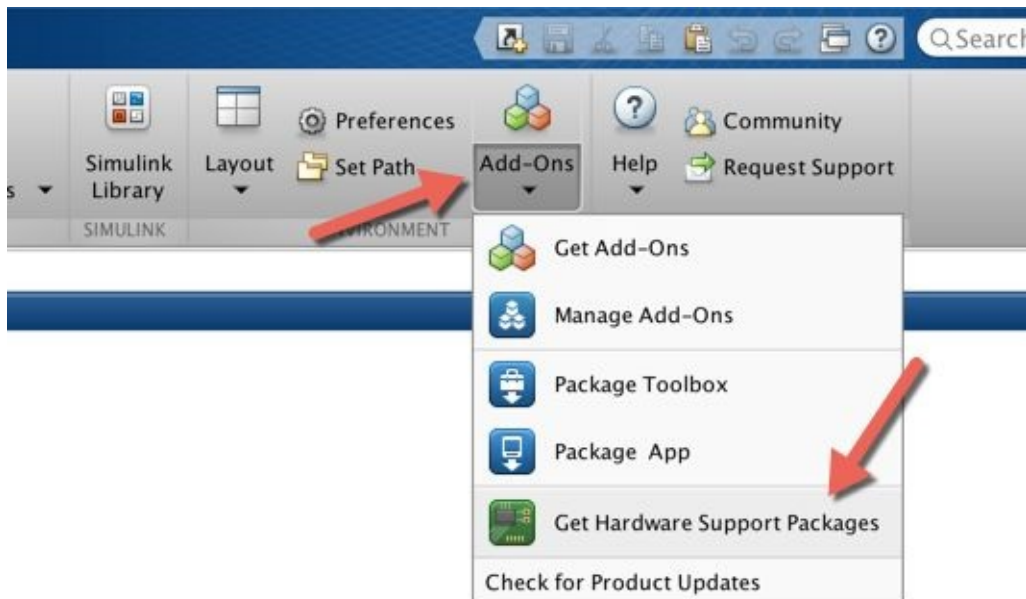 Search
Preferences
Community
Simulink
Library
Layout
Set Path
Add-Ons
Help
Request Support
s
SIMULINK
Get Add-Ons
Manage Add-Ons
Package Toolbox
Package App
Get Hardware Support Packages
Check for Product Updates